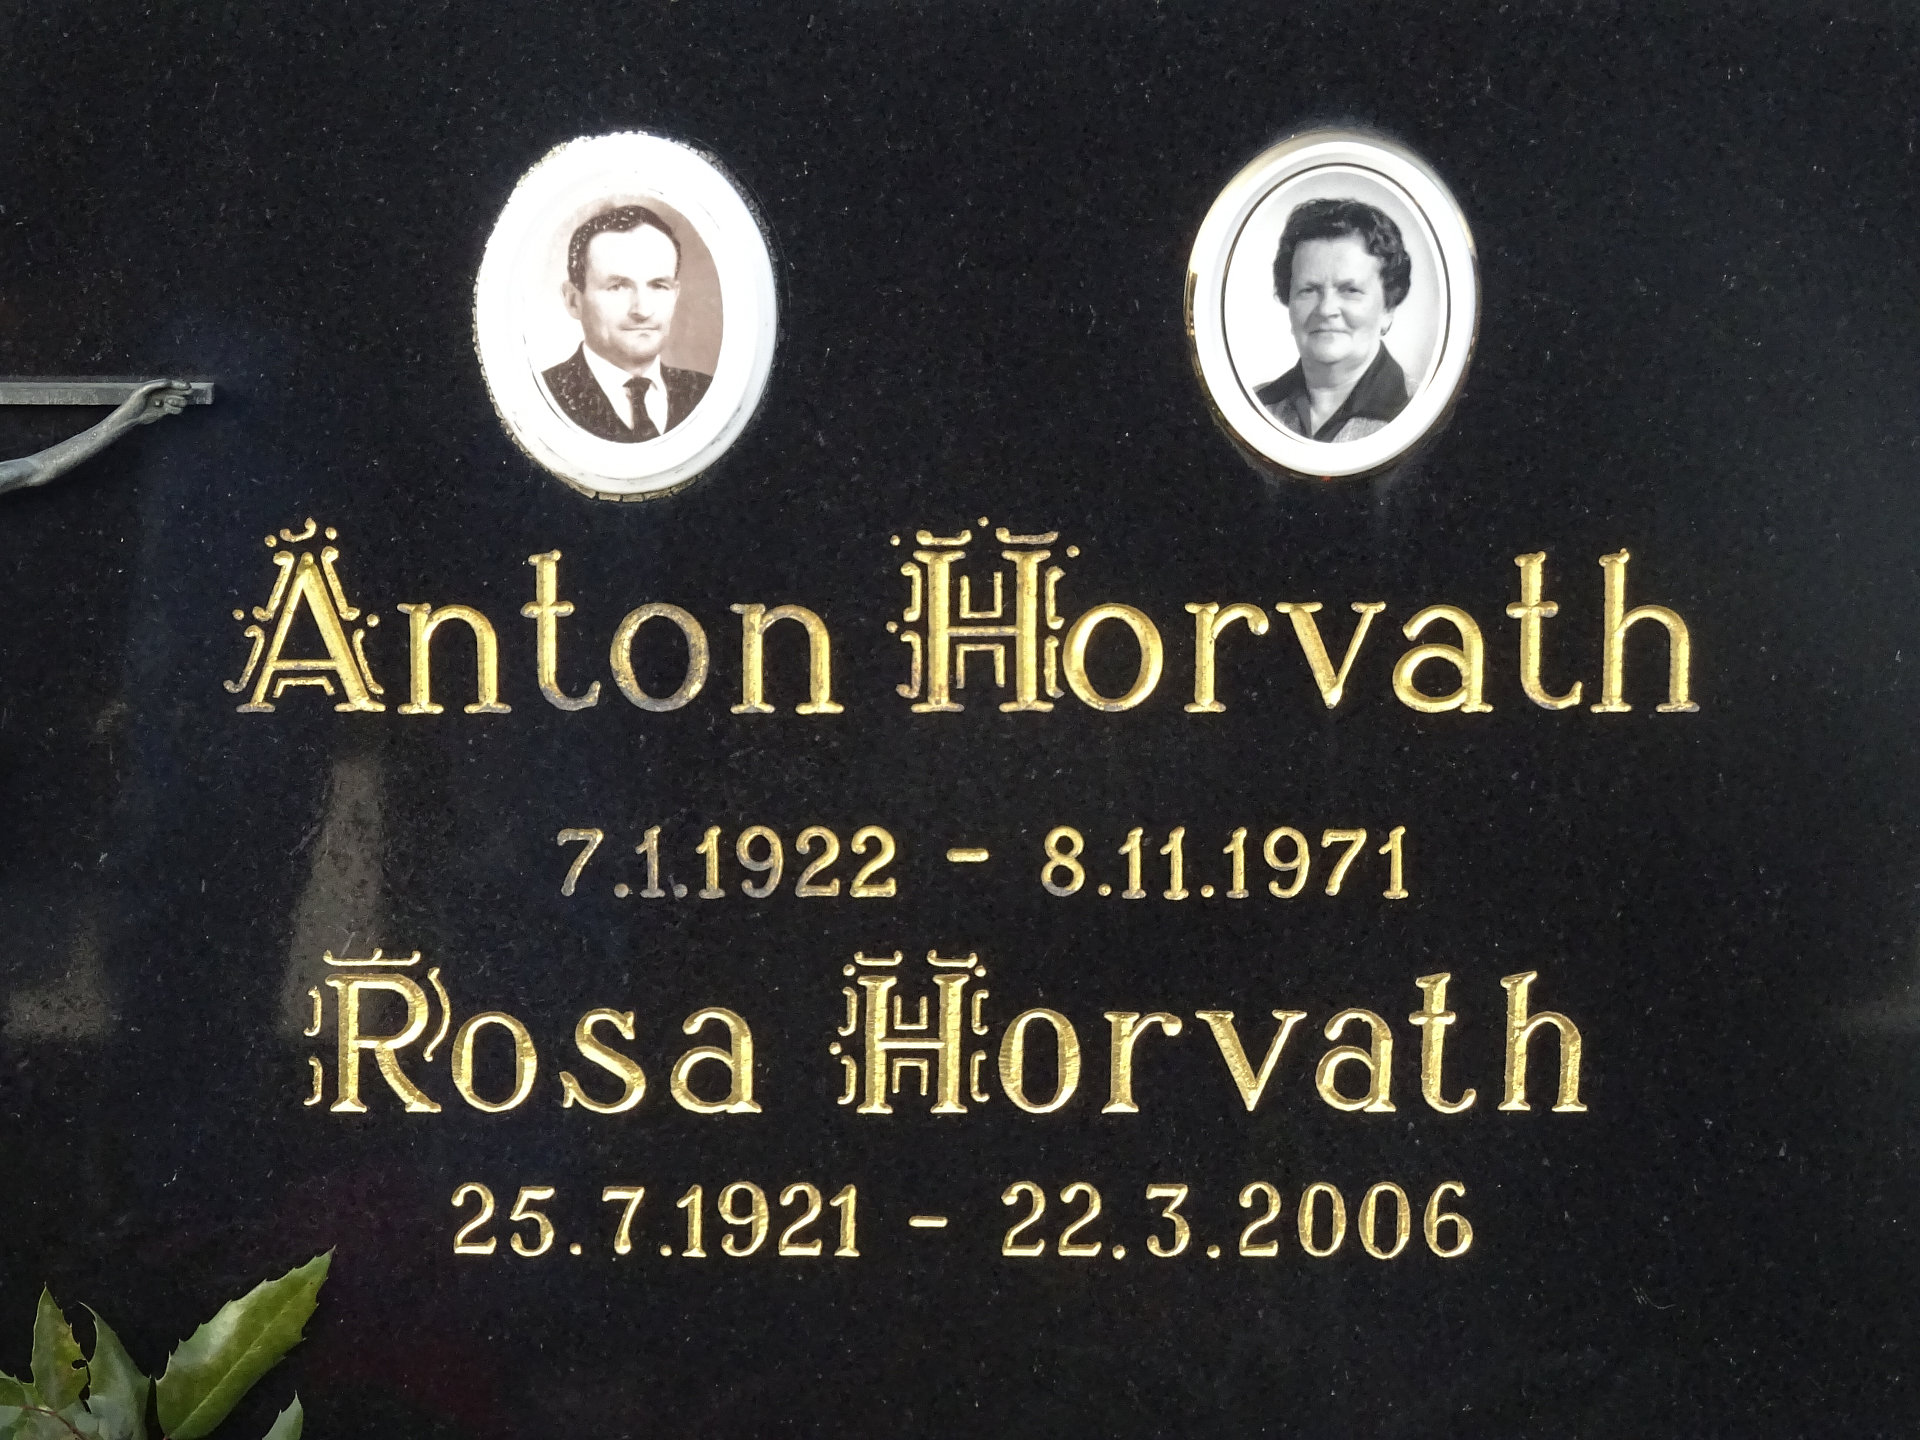 Anton Horvath
7.1.1922 - 8.11.1971
Rosa Horvath
25.7.1921 - 22.3.2006